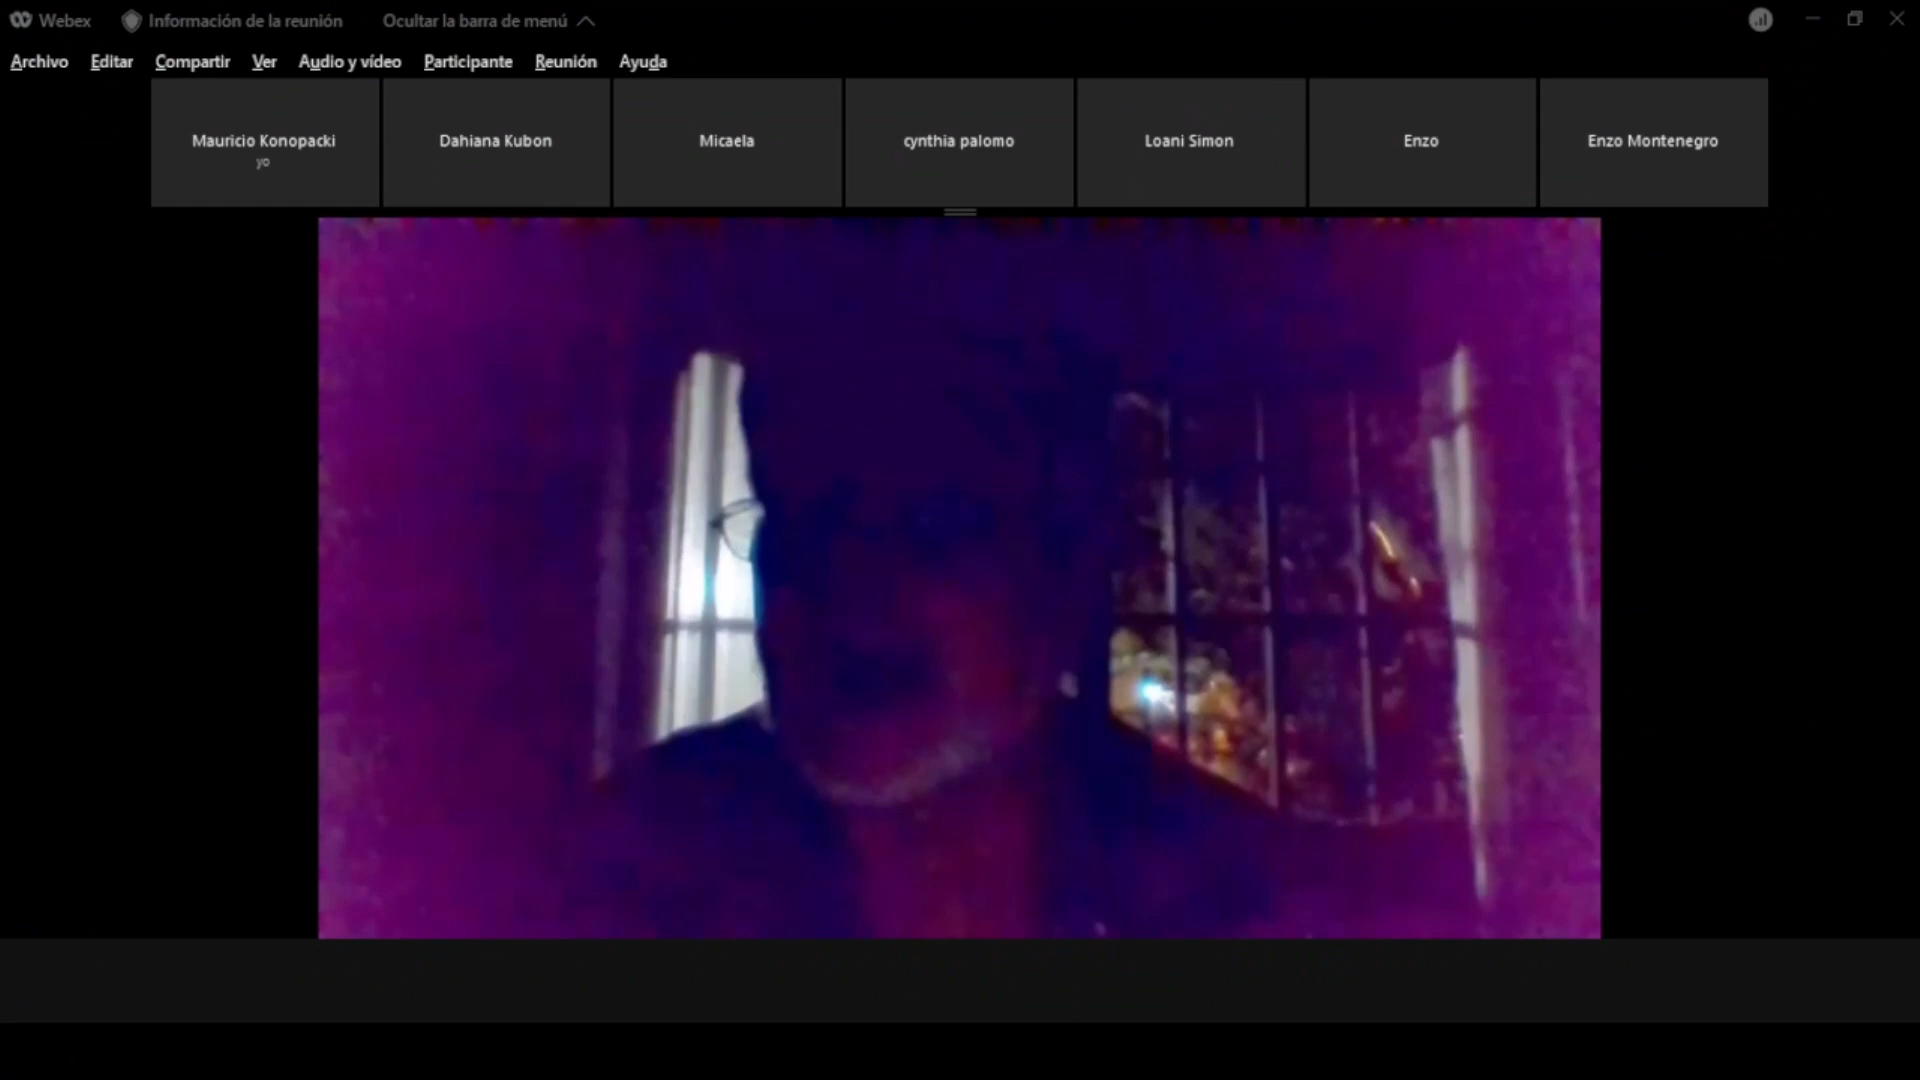 Webex Información de la reunión Ocultar la barra de menú
Archivo Editar Compartir Ver Audio y vídeo Participante Reunión Ayuda
Mauricio Konopacki
yo
Dahiana Kubon
Micaela
cynthia palomo
Loani Simon
Enzo
Enzo Montenegro